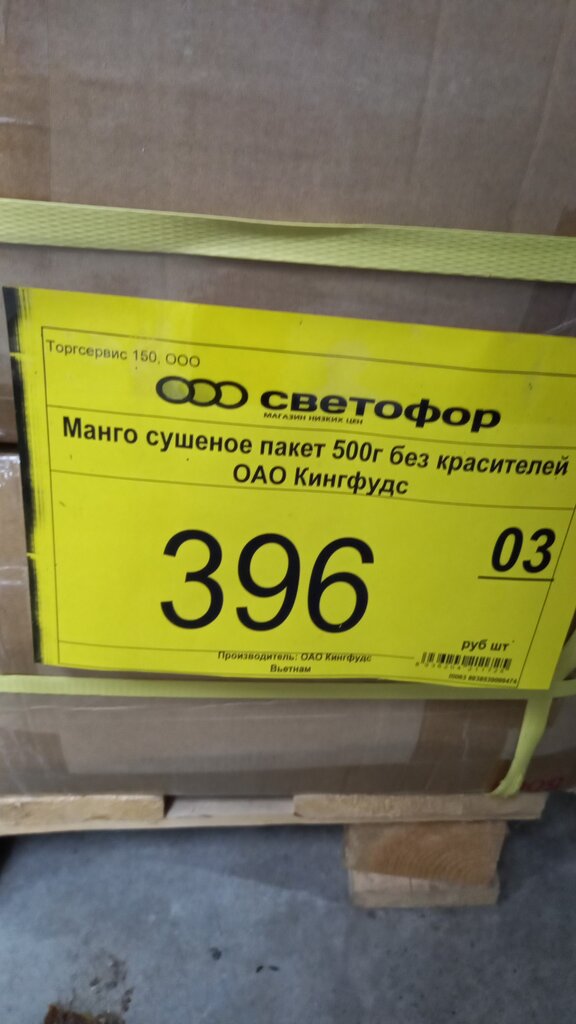 Торгсервис 150, ООО
светофор
МАГАЗИН НИЗКИХ ЦЕН
Манго сушеное пакет 500г без красителей
ОАО Кингфудс
396
03
руб шт
Производитель: ОАО Кингфудс
Вьетнам